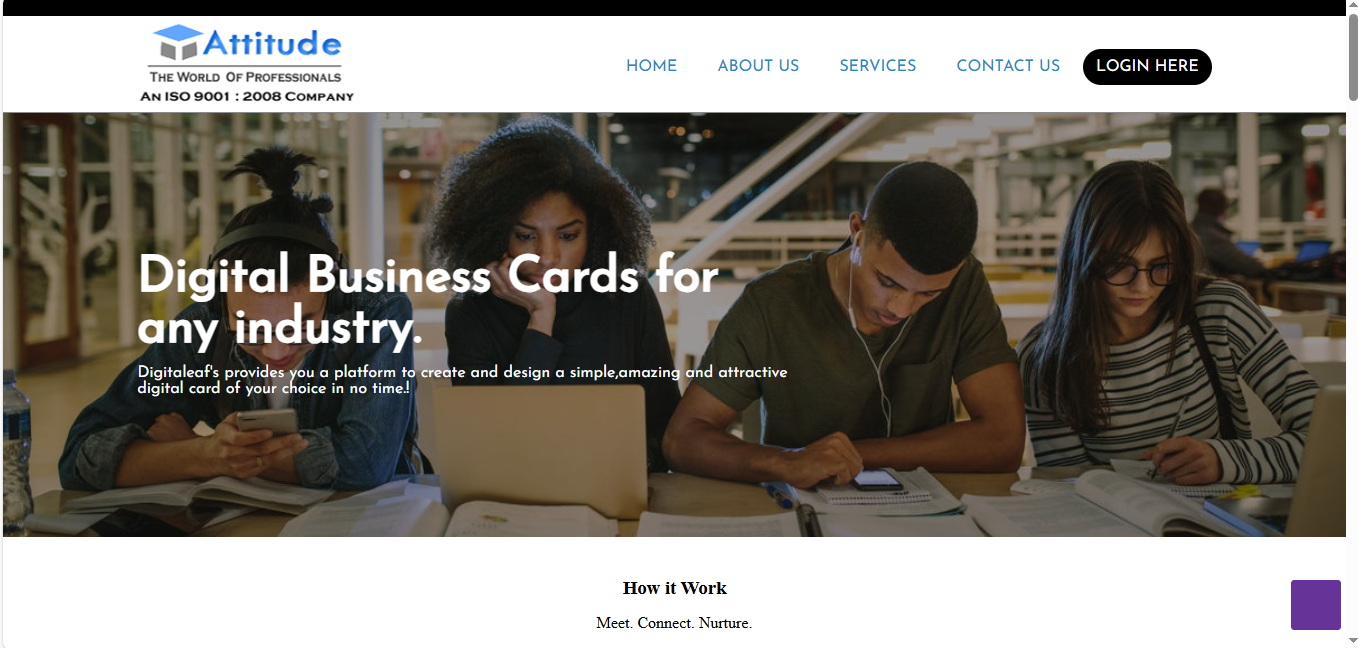 Attitude
THE WORLD OF PROFESSIONALS
AN ISO 9001 : 2008 COMPANY
HOME
ABOUT US
SERVICES
CONTACT US
LOGIN HERE
Digital Business Cards for
any industry.
Digitaleaf's provides you a platform to create and design a simple,amazing and attractive
digital card of your choice in no time.!
How it Work
Meet. Connect. Nurture.